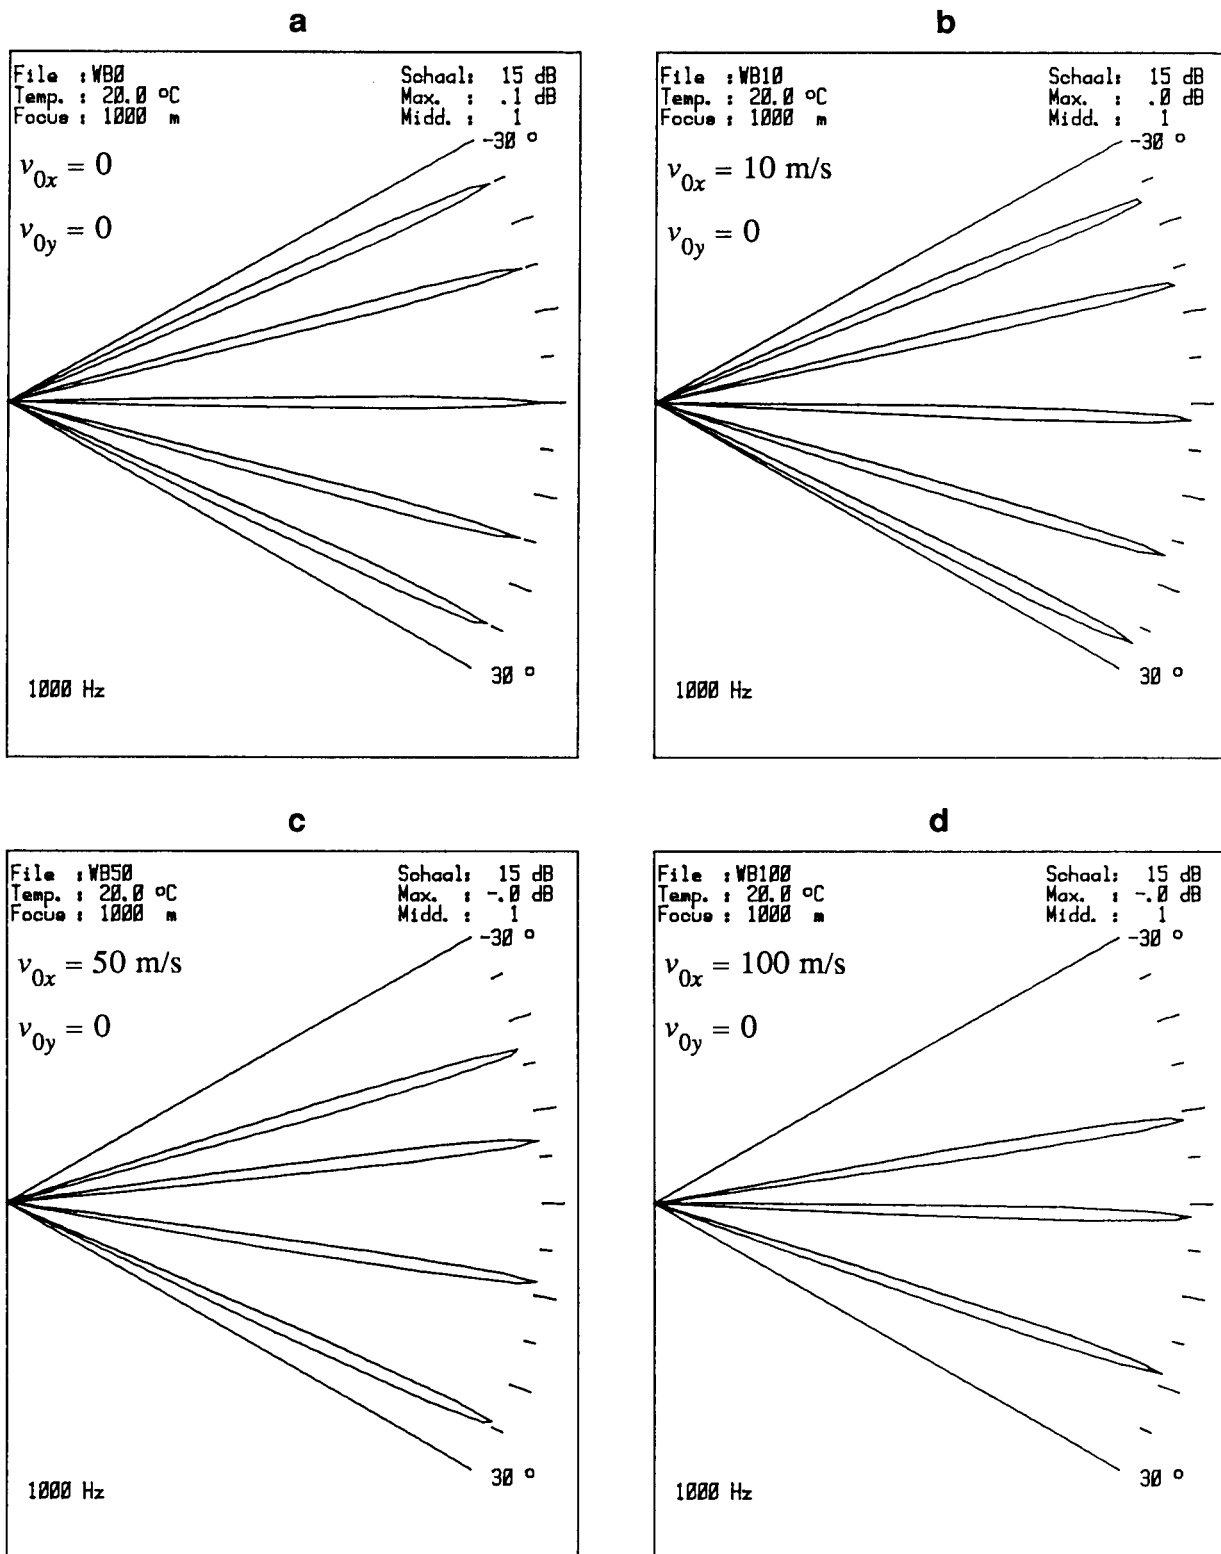 a
File :WB0 Schaal: 15 dB
Temp. : 20.0 °C Max. : .1 dB
Focus : 1000 m Midd. : 1
-30 °
v0x = 0
v0y = 0
30 °
1000 Hz
b
File :WB10 Schaal: 15 dB
Temp. : 20.0 °C Max. : .0 dB
Focus : 1000 m Midd. : 1
-30 °
v0x = 10 m/s
v0y = 0
30 °
1000 Hz
c
File :WB50 Schaal: 15 dB
Temp. : 20.0 °C Max. : -.0 dB
Focus : 1000 m Midd. : 1
-30 °
v0x = 50 m/s
v0y = 0
30 °
1000 Hz
d
File :WB100 Schaal: 15 dB
Temp. : 20.0 °C Max. : -.0 dB
Focus : 1000 m Midd. : 1
-30 °
v0x = 100 m/s
v0y = 0
30 °
1000 Hz